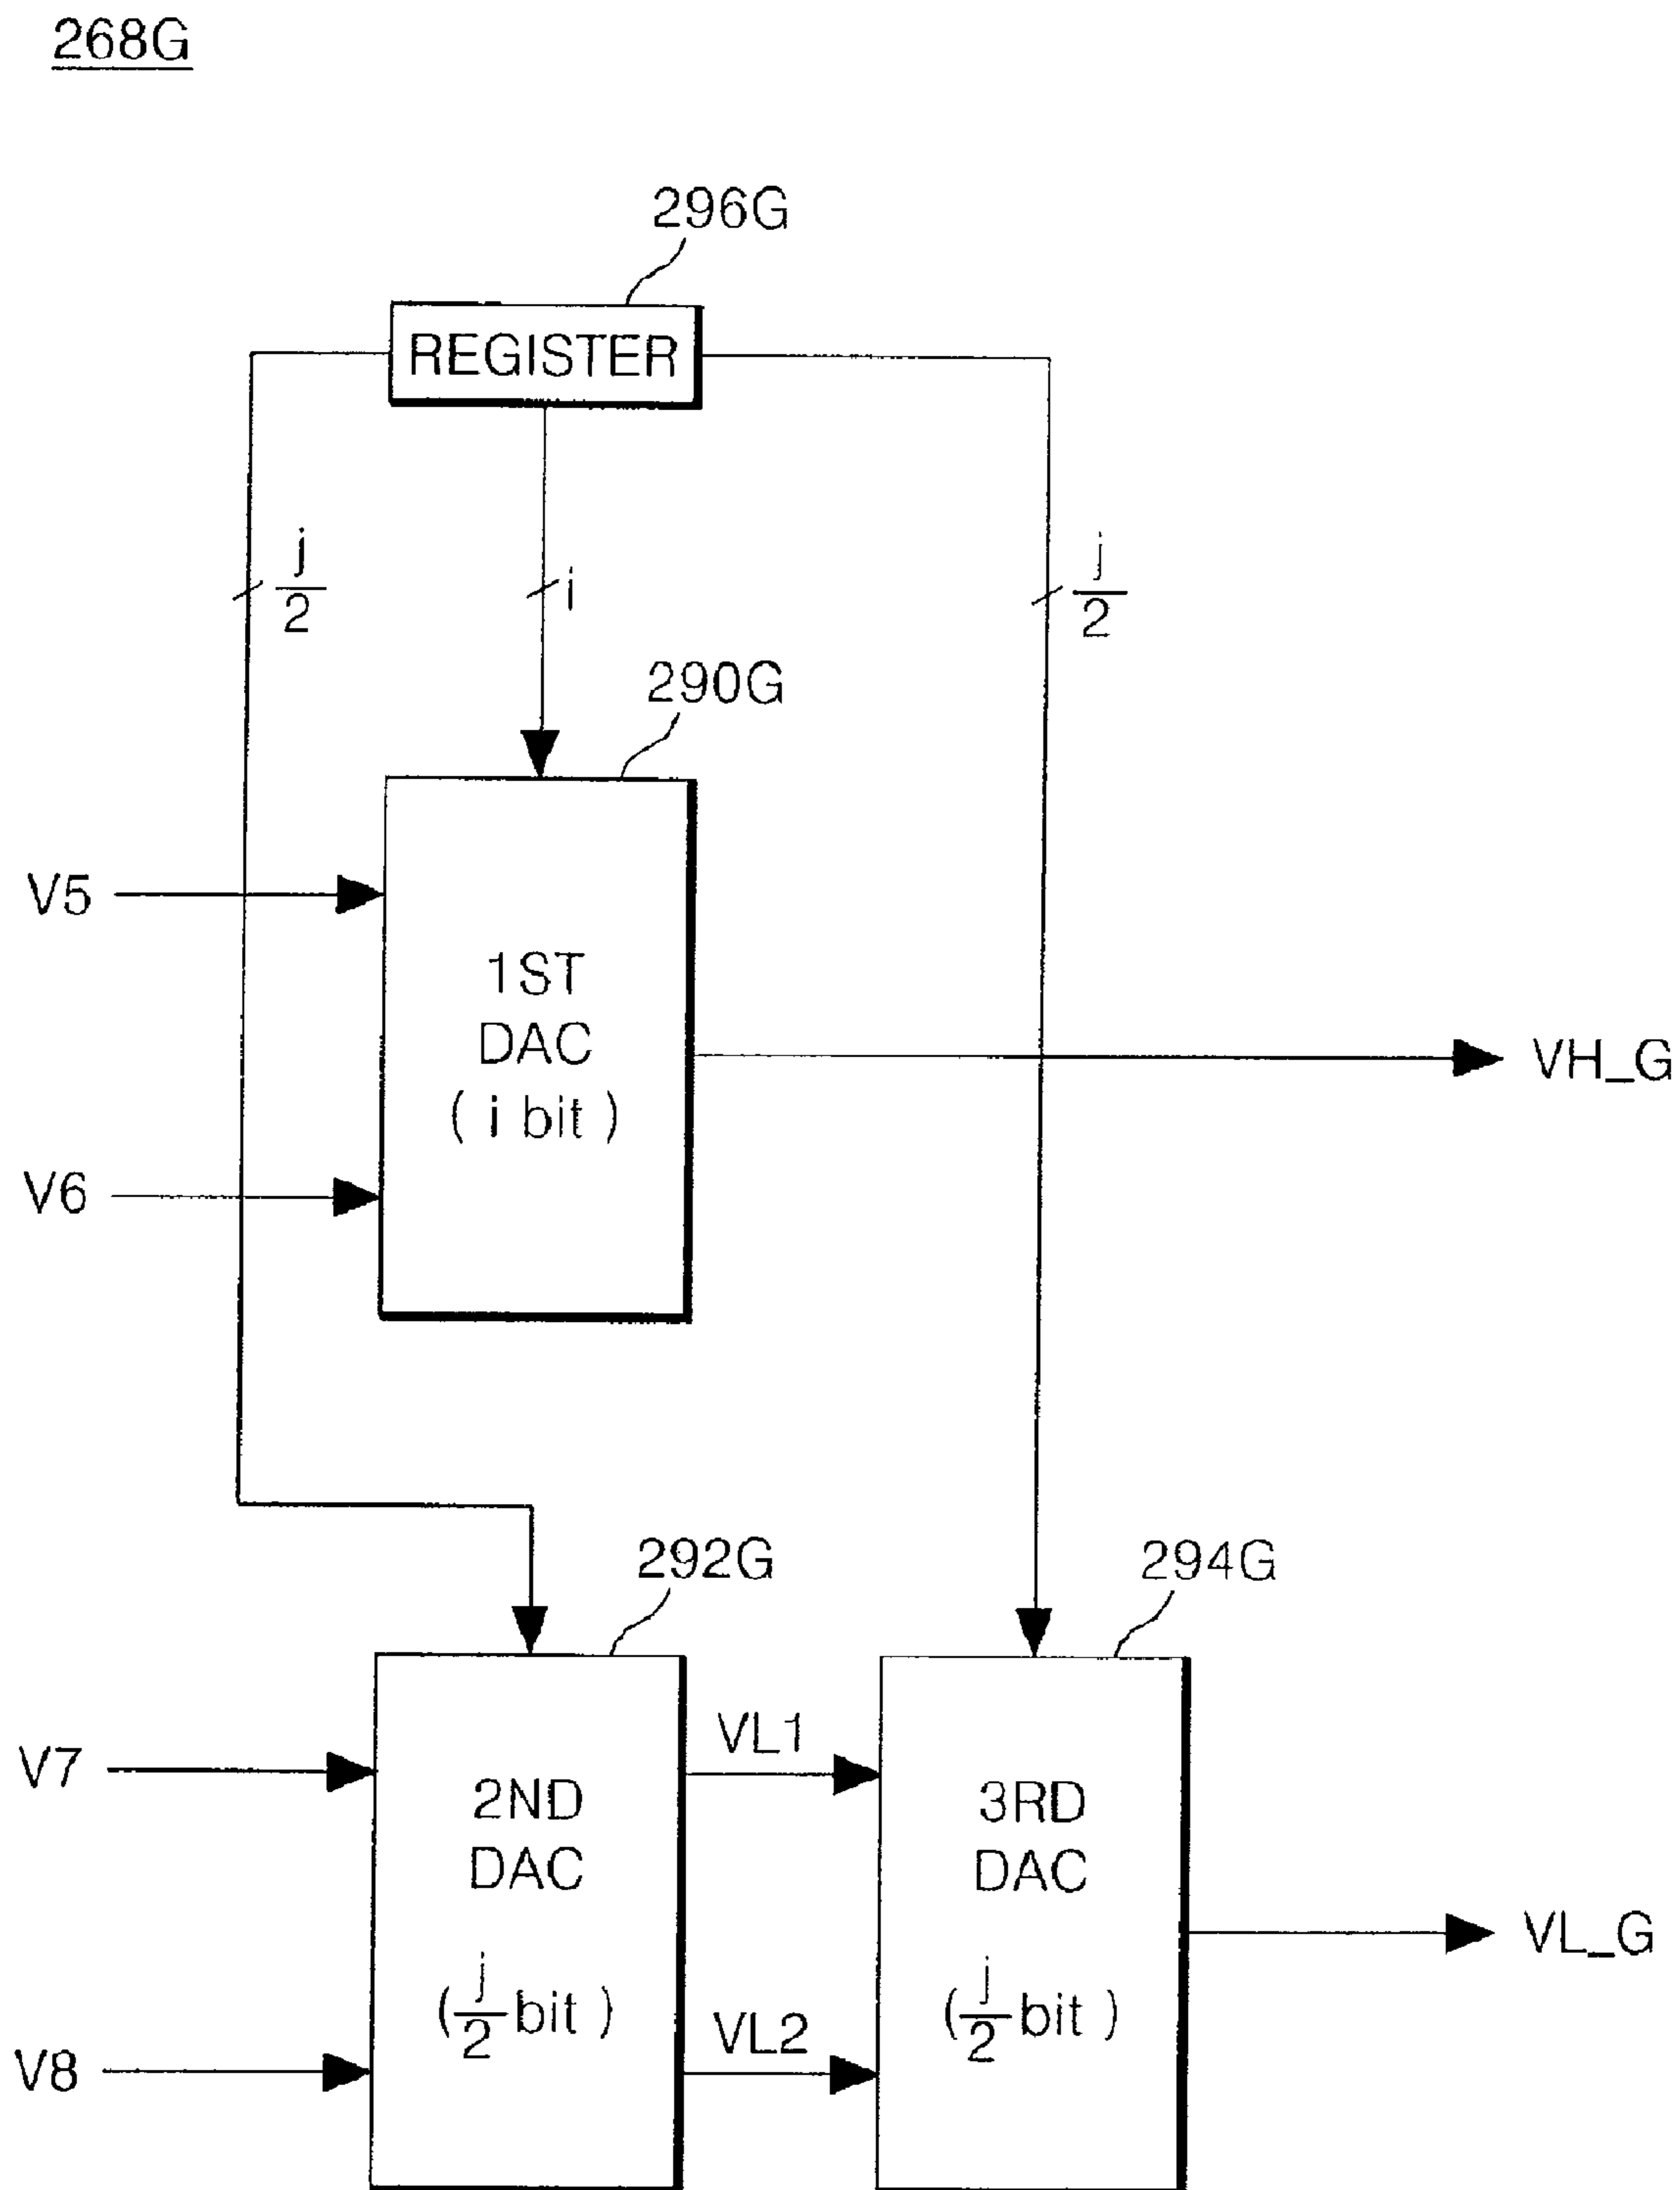 268G
296G
REGISTER
j/2
i
j/2
290G
V5
1ST
DAC
( i bit )
VH_G
V6
292G
294G
V7
VL1
2ND
DAC
3RD
DAC
VL_G
( j/2 bit )
( j/2 bit )
V8
VL2